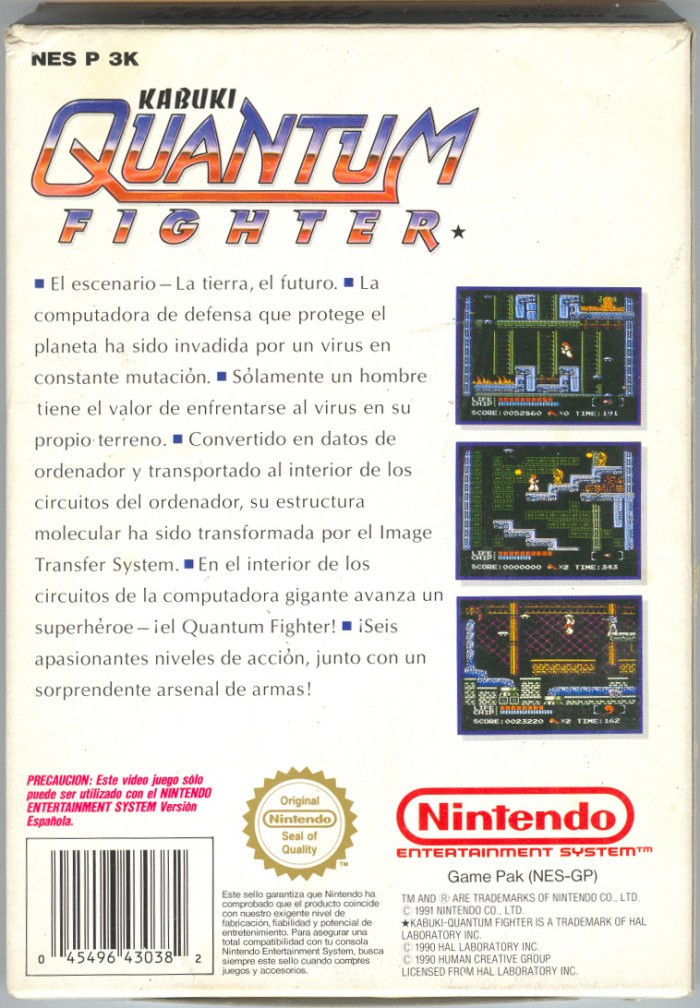 NES P 3K
KABUKI
QUANTUM
FIGHTER★
■ El escenario – La tierra, el futuro. ■ La
computadora de defensa que protege el
planeta ha sido invadida por un virus en
constante mutación. ■ Sólamente un hombre
tiene el valor de enfrentarse al virus en su
propio terreno. ■ Convertido en datos de
ordenador y transportado al interior de los
circuitos del ordenador, su estructura
molecular ha sido transformada por el Image
Transfer System. ■ En el interior de los
circuitos de la computadora gigante avanza un
superhéroe – ¡el Quantum Fighter! ■ ¡Seis
apasionantes niveles de acción, junto con un
sorprendente arsenal de armas!
LIFE
CHIP
SCORE:0052860 ×0 TIME:191
LIFE
CHIP
SCORE:0000000 ×2 TIME:343
LIFE
CHIP
SCORE:0023220 ×2 TIME:162
PRECAUCION: Este video juego sólo
puede ser utilizado con el NINTENDO
ENTERTAINMENT SYSTEM Versión
Española.
0 45496 43038 2
Original
Nintendo
Seal of
Quality
TM
Este sello garantiza que Nintendo ha
comprobado que el producto coincide
con nuestro exigente nivel de
fabricación, fiabilidad y potencial de
entretenimiento. Para asegurar una
total compatibilidad con tu consola
Nintendo Entertainment System, busca
siempre este sello cuando compres
juegos y accesorios.
Nintendo®
ENTERTAINMENT SYSTEM™
Game Pak (NES-GP)
TM AND ® ARE TRADEMARKS OF NINTENDO CO., LTD.
© 1991 NINTENDO CO., LTD.
★KABUKI-QUANTUM FIGHTER IS A TRADEMARK OF HAL
LABORATORY INC.
© 1990 HAL LABORATORY INC.
© 1990 HUMAN CREATIVE GROUP
LICENSED FROM HAL LABORATORY INC.